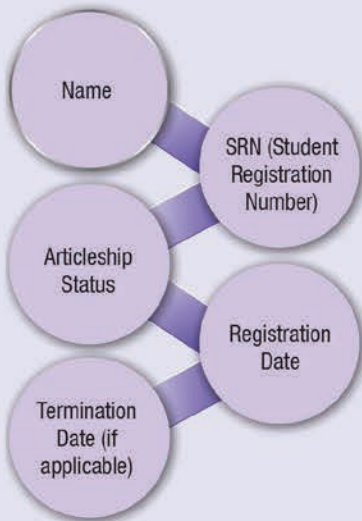 Name
SRN (Student
Registration
Number)
Articleship
Status
Registration
Date
Termination
Date (if
applicable)